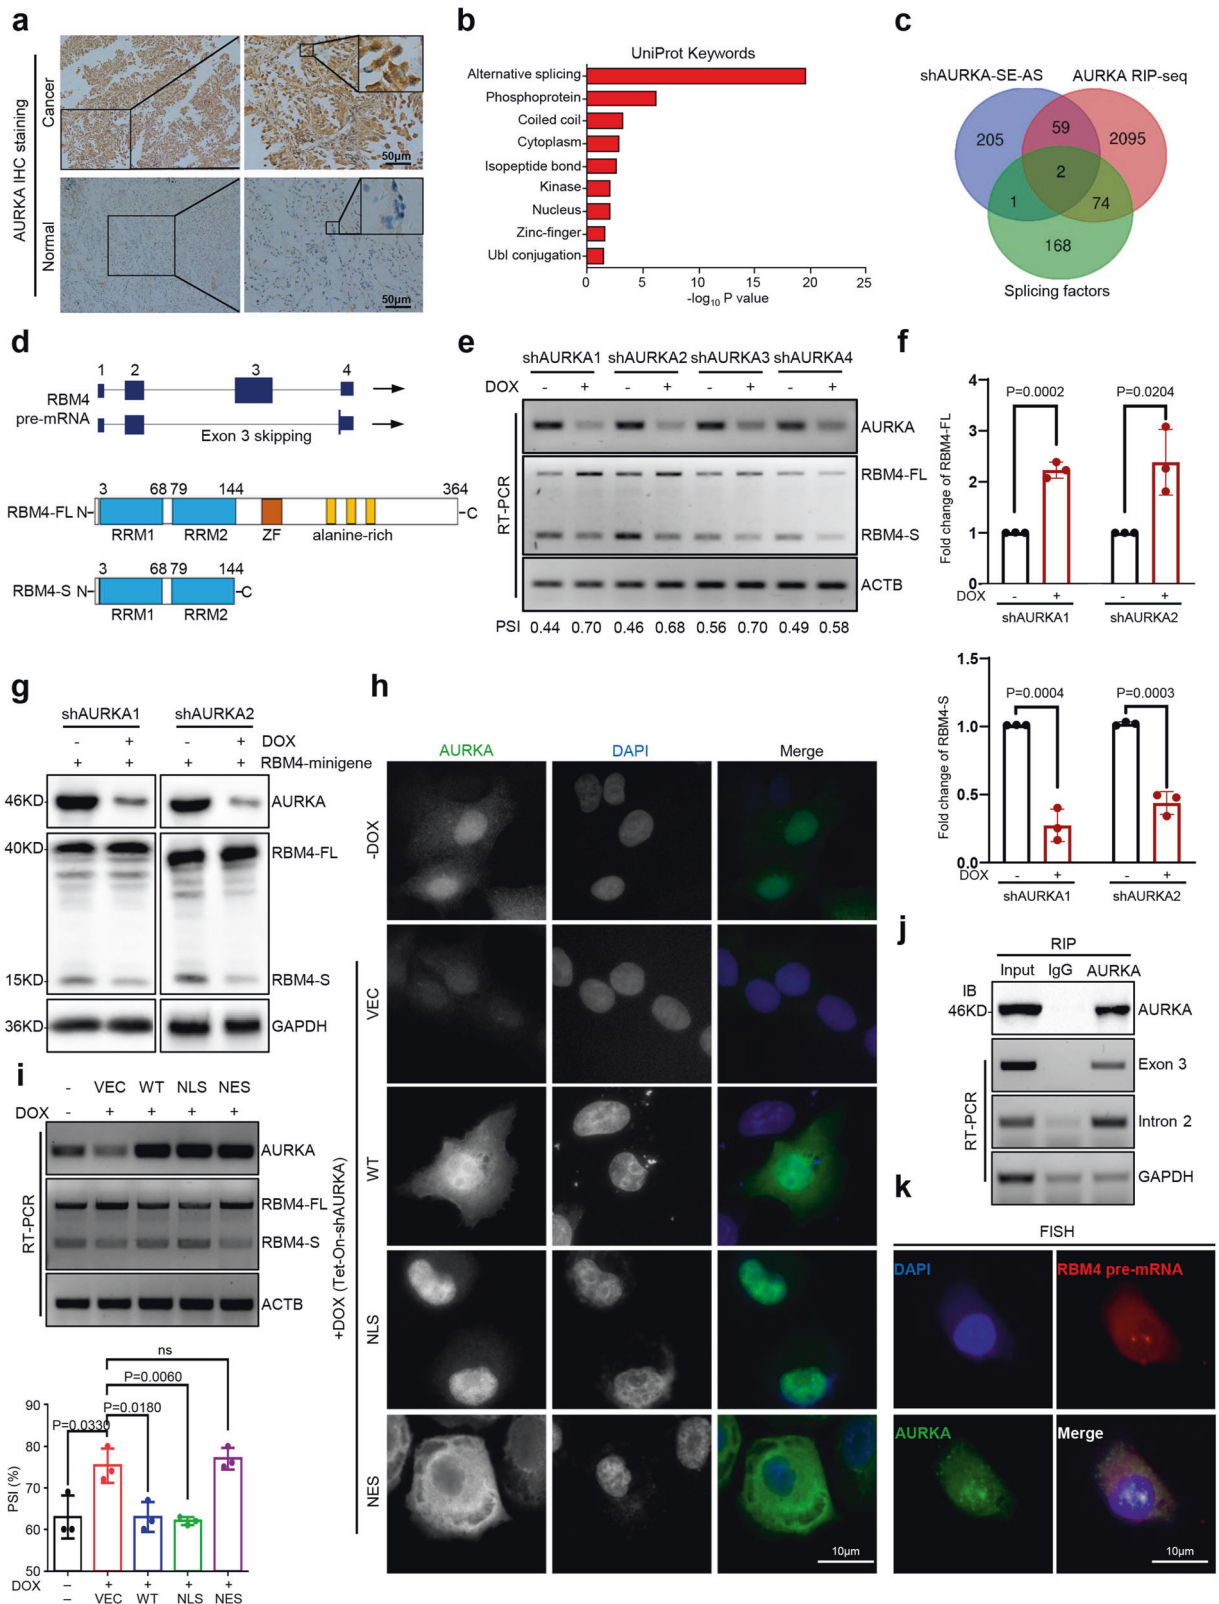 a
AURKA IHC staining
Cancer
Normal
50µm
50µm
b
UniProt Keywords
Alternative splicing
Phosphoprotein
Coiled coil
Cytoplasm
Isopeptide bond
Kinase
Nucleus
Zinc-finger
Ubl conjugation
0 5 10 15 20 25
-log10 P value
c
shAURKA-SE-AS AURKA RIP-seq
205 59 2095
2
1 74
168
Splicing factors
d
1 2 3 4
RBM4
pre-mRNA
Exon 3 skipping
3 68 79 144 364
RBM4-FL N- -C
RRM1 RRM2 ZF alanine-rich
3 68 79 144
RBM4-S N- -C
RRM1 RRM2
e
shAURKA1 shAURKA2 shAURKA3 shAURKA4
DOX - + - + - + - +
RT-PCR
AURKA
RBM4-FL
RBM4-S
ACTB
PSI 0.44 0.70 0.46 0.68 0.56 0.70 0.49 0.58
f
Fold change of RBM4-FL
4
3
2
1
0
P=0.0002 P=0.0204
DOX - + - +
shAURKA1 shAURKA2
Fold change of RBM4-S
1.5
1.0
0.5
0.0
P=0.0004 P=0.0003
DOX - + - +
shAURKA1 shAURKA2
g
shAURKA1 shAURKA2
- + - + DOX
+ + + + RBM4-minigene
46KD AURKA
40KD RBM4-FL
15KD RBM4-S
36KD GAPDH
h
AURKA DAPI Merge
-DOX
VEC
WT
NLS
NES
+DOX (Tet-On-shAURKA)
10µm
i
- VEC WT NLS NES
DOX - + + + +
RT-PCR
AURKA
RBM4-FL
RBM4-S
ACTB
ns
P=0.0060
P=0.0180
P=0.0330
PSI (%)
90
80
70
60
50
DOX – + + + +
– VEC WT NLS NES
j
RIP
Input IgG AURKA
IB
46KD AURKA
RT-PCR
Exon 3
Intron 2
GAPDH
k
FISH
DAPI RBM4 pre-mRNA
AURKA Merge
10µm